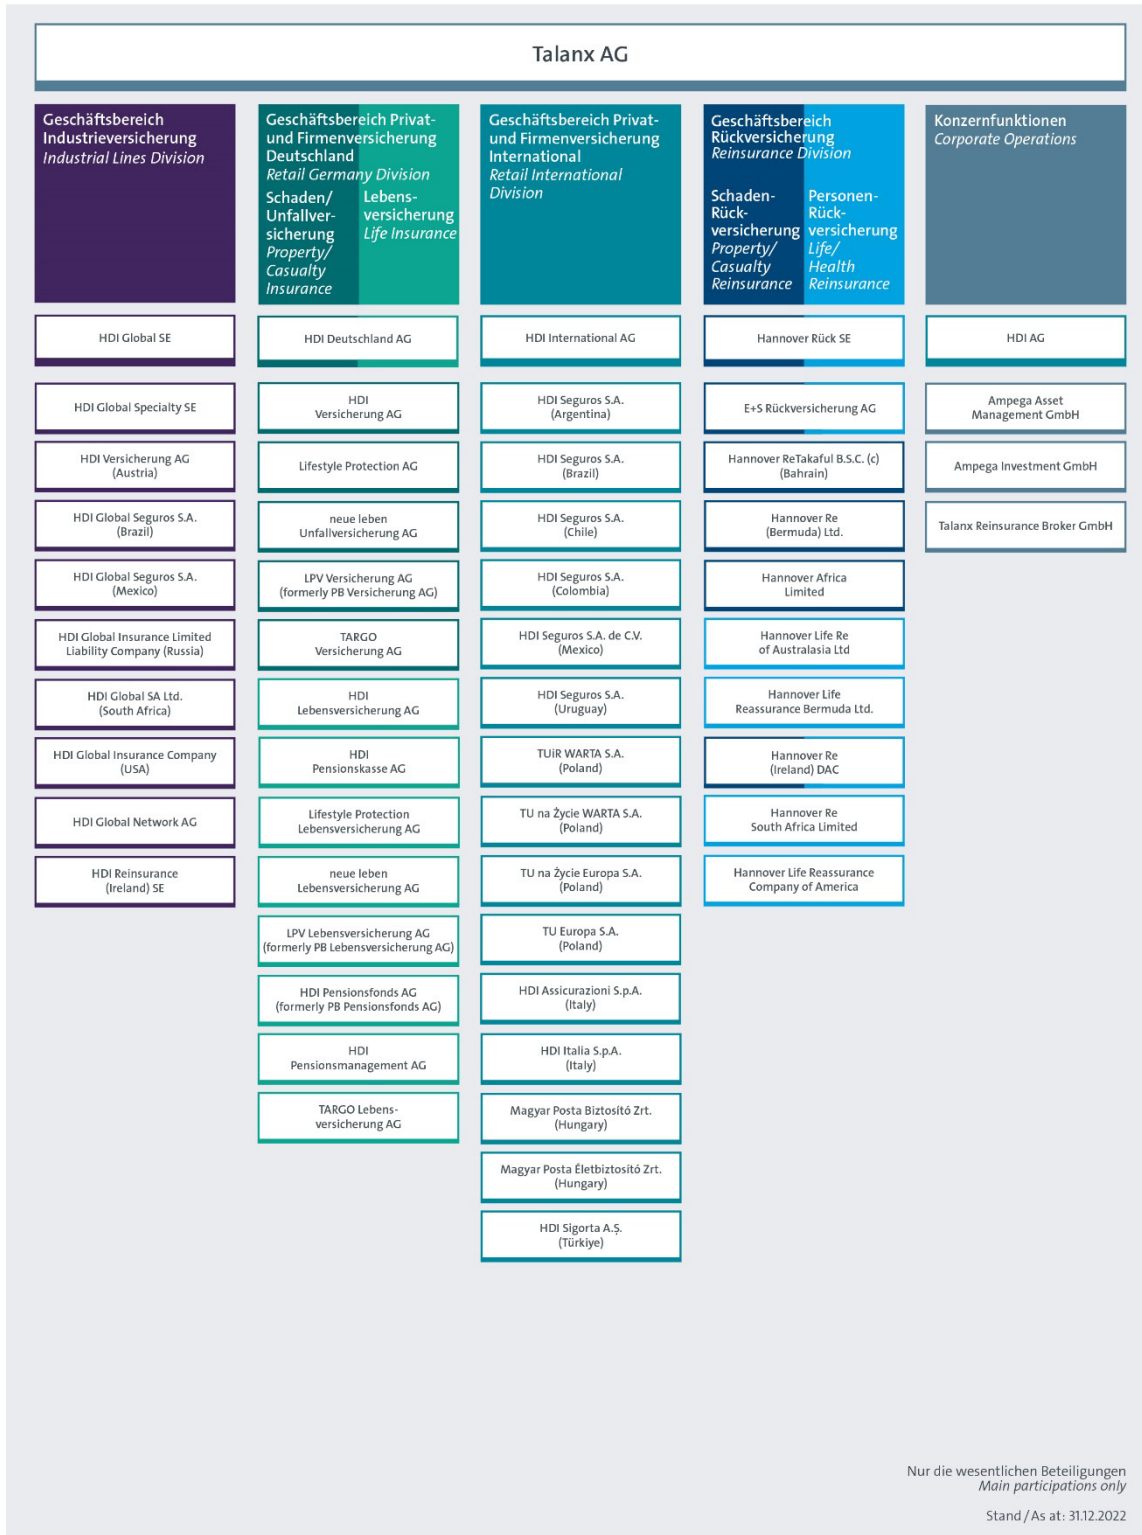 Talanx AG
Geschäftsbereich
Industrieversicherung
Industrial Lines Division
Geschäftsbereich Privat-
und Firmenversicherung
Deutschland
Retail Germany Division
Schaden/
Unfallver-
sicherung
Property/
Casualty
Insurance
Lebens-
versicherung
Life Insurance
Geschäftsbereich Privat-
und Firmenversicherung
International
Retail International
Division
Geschäftsbereich
Rückversicherung
Reinsurance Division
Schaden-
Rück-
versicherung
Property/
Casualty
Reinsurance
Personen-
Rück-
versicherung
Life/
Health
Reinsurance
Konzernfunktionen
Corporate Operations
HDI Global SE
HDI Global Specialty SE
HDI Versicherung AG
(Austria)
HDI Global Seguros S.A.
(Brazil)
HDI Global Seguros S.A.
(Mexico)
HDI Global Insurance Limited
Liability Company (Russia)
HDI Global SA Ltd.
(South Africa)
HDI Global Insurance Company
(USA)
HDI Global Network AG
HDI Reinsurance
(Ireland) SE
HDI Deutschland AG
HDI
Versicherung AG
Lifestyle Protection AG
neue leben
Unfallversicherung AG
LPV Versicherung AG
(formerly PB Versicherung AG)
TARGO
Versicherung AG
HDI
Lebensversicherung AG
HDI
Pensionskasse AG
Lifestyle Protection
Lebensversicherung AG
neue leben
Lebensversicherung AG
LPV Lebensversicherung AG
(formerly PB Lebensversicherung AG)
HDI Pensionsfonds AG
(formerly PB Pensionsfonds AG)
HDI
Pensionsmanagement AG
TARGO Lebens-
versicherung AG
HDI International AG
HDI Seguros S.A.
(Argentina)
HDI Seguros S.A.
(Brazil)
HDI Seguros S.A.
(Chile)
HDI Seguros S.A.
(Colombia)
HDI Seguros S.A. de C.V.
(Mexico)
HDI Seguros S.A.
(Uruguay)
TUiR WARTA S.A.
(Poland)
TU na Życie WARTA S.A.
(Poland)
TU na Życie Europa S.A.
(Poland)
TU Europa S.A.
(Poland)
HDI Assicurazioni S.p.A.
(Italy)
HDI Italia S.p.A.
(Italy)
Magyar Posta Biztosító Zrt.
(Hungary)
Magyar Posta Életbiztosító Zrt.
(Hungary)
HDI Sigorta A.Ş.
(Türkiye)
Hannover Rück SE
E+S Rückversicherung AG
Hannover ReTakaful B.S.C. (c)
(Bahrain)
Hannover Re
(Bermuda) Ltd.
Hannover Africa
Limited
Hannover Life Re
of Australasia Ltd
Hannover Life
Reassurance Bermuda Ltd.
Hannover Re
(Ireland) DAC
Hannover Re
South Africa Limited
Hannover Life Reassurance
Company of America
HDI AG
Ampega Asset
Management GmbH
Ampega Investment GmbH
Talanx Reinsurance Broker GmbH
Nur die wesentlichen Beteiligungen
Main participations only
Stand / As at: 31.12.2022